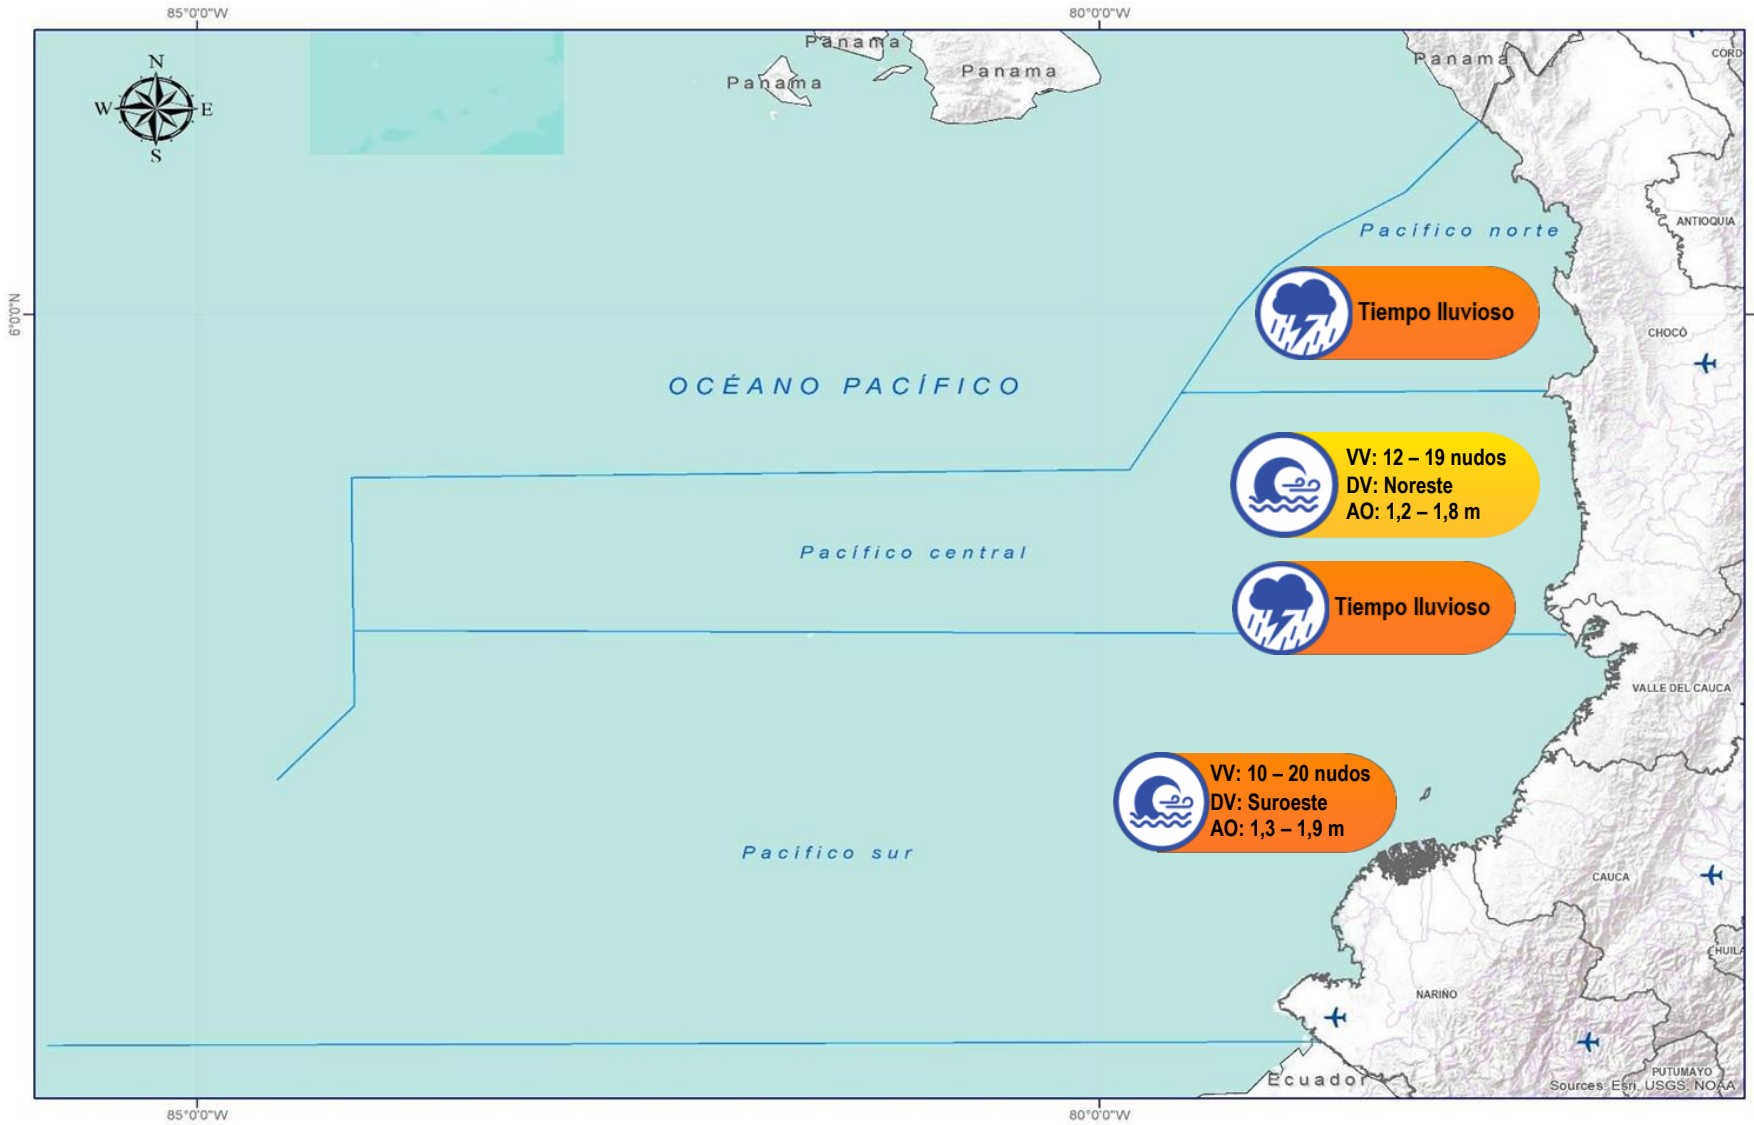 85°0'0"W
80°0'0"W
N
W
E
S
Panama
Panama
Panama
Panama
CORD
ANTIOQUIA
Pacífico norte
6°0'0"N
Tiempo lluvioso
CHOCÓ
OCÉANO PACÍFICO
VV: 12 – 19 nudos
DV: Noreste
AO: 1,2 – 1,8 m
Pacífico central
Tiempo lluvioso
VALLE DEL CAUCA
VV: 10 – 20 nudos
DV: Suroeste
AO: 1,3 – 1,9 m
Pacífico sur
CAUCA
HUILA
NARIÑO
Ecuador
PUTUMAYO
Sources: Esri, USGS, NOAA
85°0'0"W
80°0'0"W